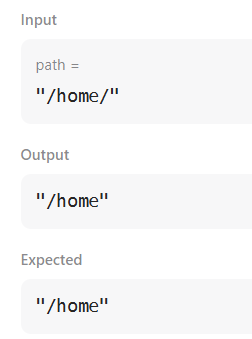 Input
path =
"/home/"
Output
"/home"
Expected
"/home"